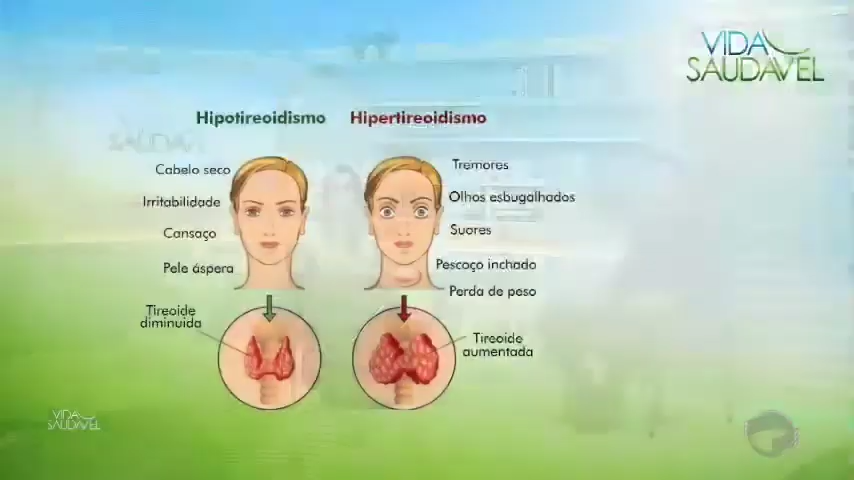 VIDA
SAUDÁVEL
Hipotireoidismo
Hipertireoidismo
Cabelo seco
Irritabilidade
Cansaço
Pele áspera
Tireoide
diminuída
Tremores
Olhos esbugalhados
Suores
Pescoço inchado
Perda de peso
Tireoide
aumentada
VIDA
SAUDÁVEL